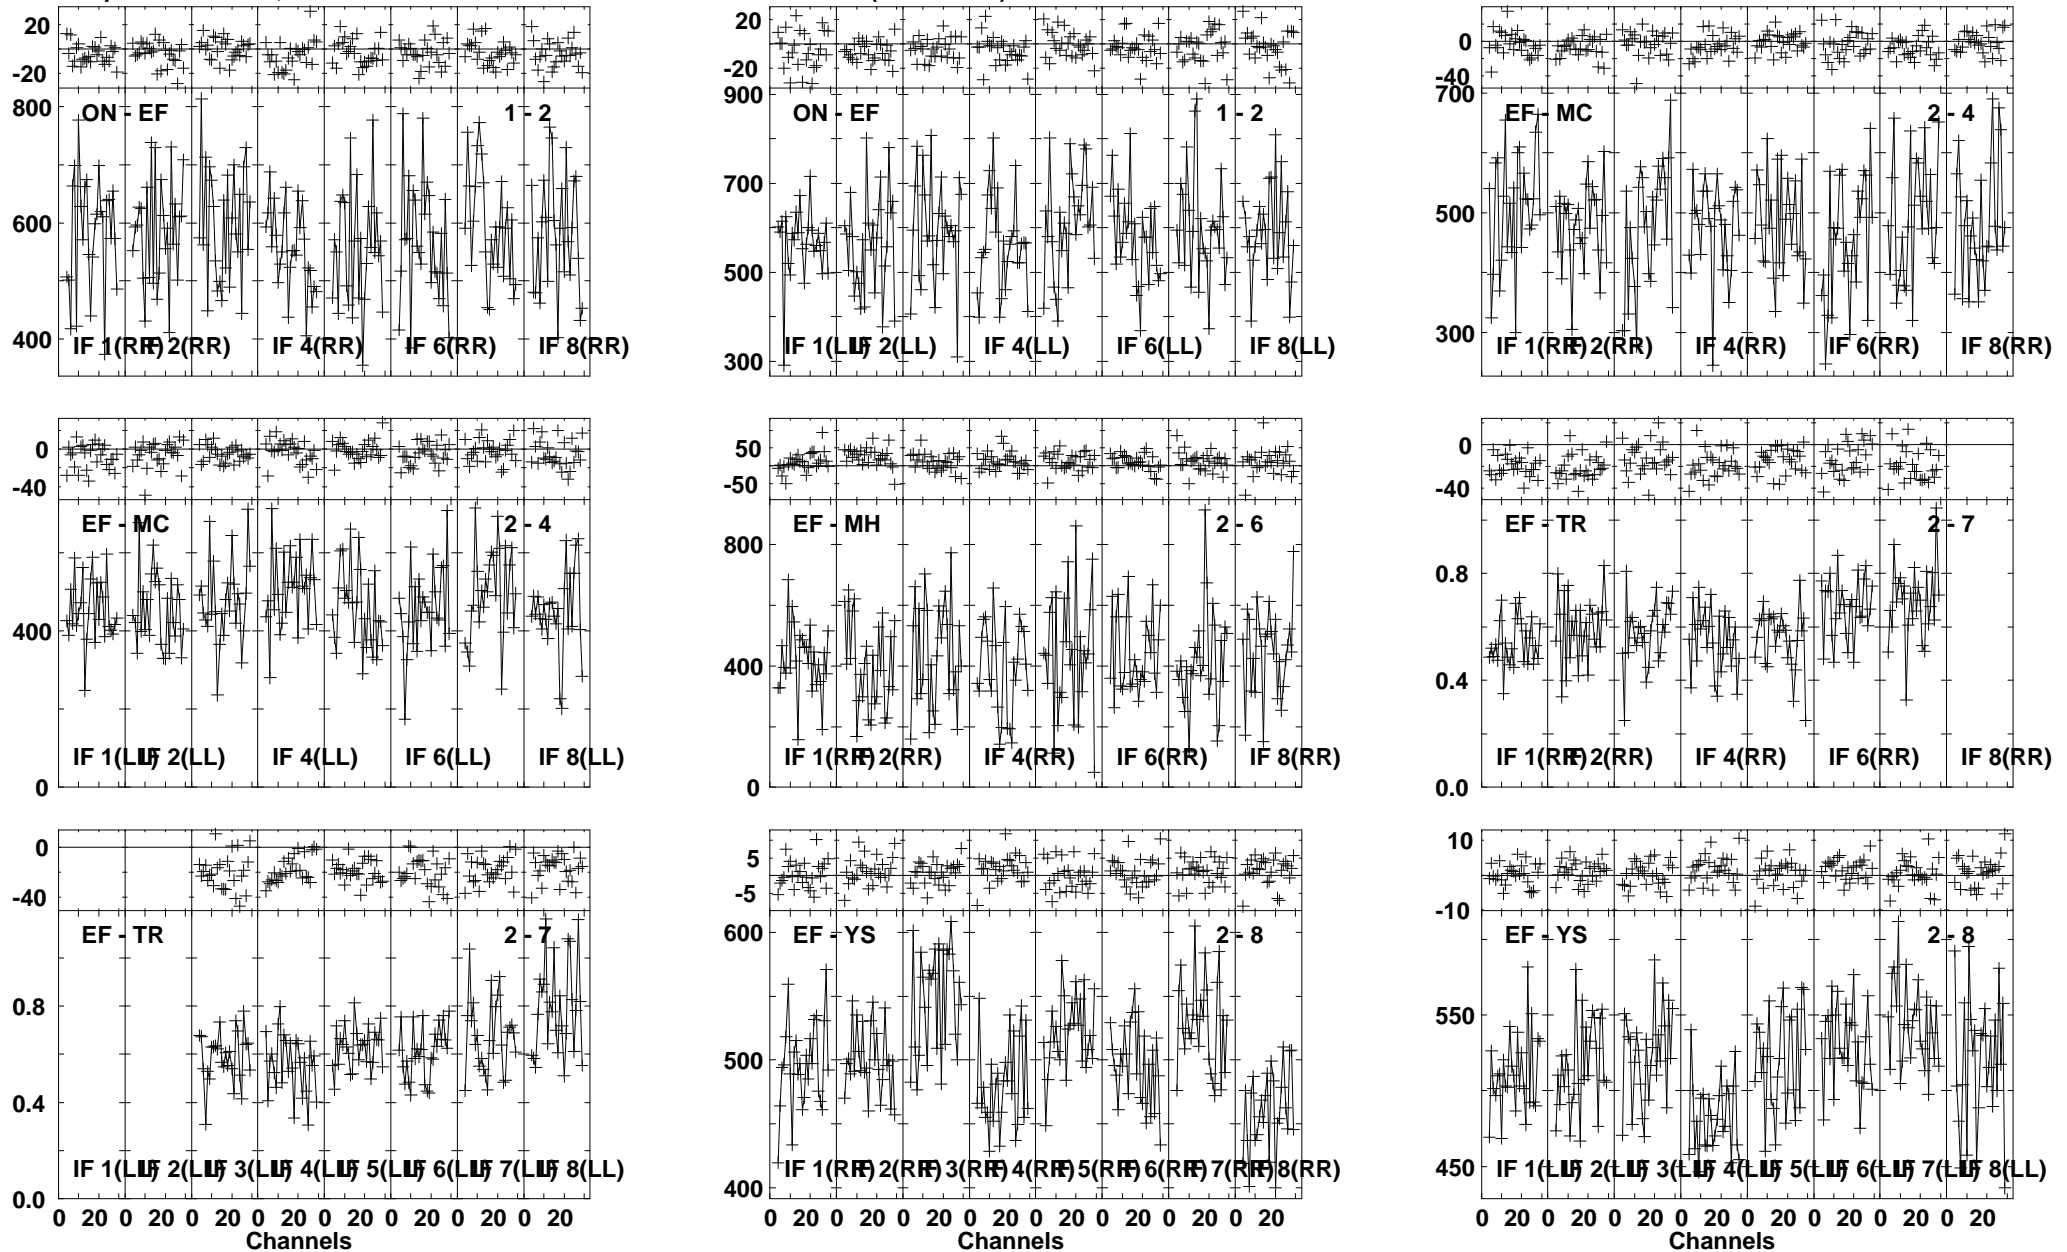 20
-20
800
600
400
ON - EF 1 - 2
IF 1(RR) IF 2(RR) IF 4(RR) IF 6(RR) IF 8(RR)
20
-20
900
700
500
300
ON - EF 1 - 2
IF 1(LL) IF 2(LL) IF 4(LL) IF 6(LL) IF 8(LL)
0
-40
700
500
300
EF - MC 2 - 4
IF 1(RR) IF 2(RR) IF 4(RR) IF 6(RR) IF 8(RR)
0
-40
400
0
EF - MC 2 - 4
IF 1(LL) IF 2(LL) IF 4(LL) IF 6(LL) IF 8(LL)
50
-50
800
400
0
EF - MH 2 - 6
IF 1(RR) IF 2(RR) IF 4(RR) IF 6(RR) IF 8(RR)
0
-40
0.8
0.4
0.0
EF - TR 2 - 7
IF 1(RR) IF 2(RR) IF 4(RR) IF 6(RR) IF 8(RR)
0
-40
0.8
0.4
0.0
EF - TR 2 - 7
IF 1(LL) IF 2(LL) IF 3(LL) IF 4(LL) IF 5(LL) IF 6(LL) IF 7(LL) IF 8(LL)
0 20 0 20 0 20 0 20 0 20 0 20 0 20 0 20
Channels
5
-5
600
500
400
EF - YS 2 - 8
IF 1(RR) IF 2(RR) IF 3(RR) IF 4(RR) IF 5(RR) IF 6(RR) IF 7(RR) IF 8(RR)
0 20 0 20 0 20 0 20 0 20 0 20 0 20 0 20
Channels
10
-10
550
450
EF - YS 2 - 8
IF 1(LL) IF 2(LL) IF 3(LL) IF 4(LL) IF 5(LL) IF 6(LL) IF 7(LL) IF 8(LL)
0 20 0 20 0 20 0 20 0 20 0 20 0 20 0 20
Channels